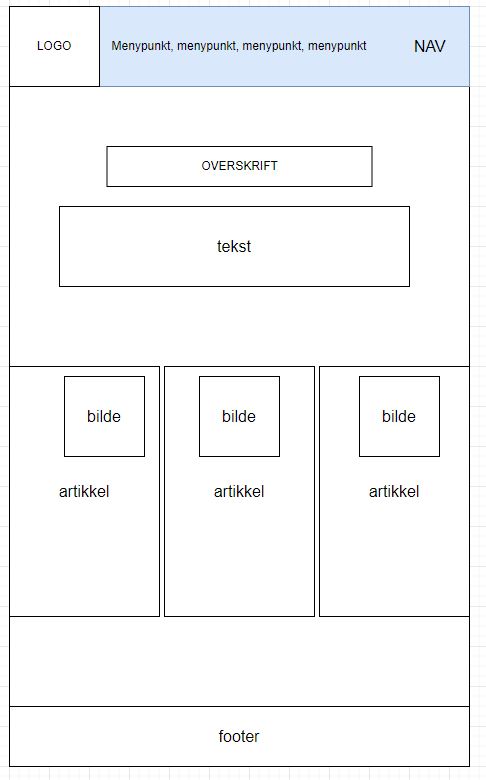 LOGO
Menypunkt, menypunkt, menypunkt, menypunkt
NAV
OVERSKRIFT
tekst
bilde
bilde
bilde
artikkel
artikkel
artikkel
footer